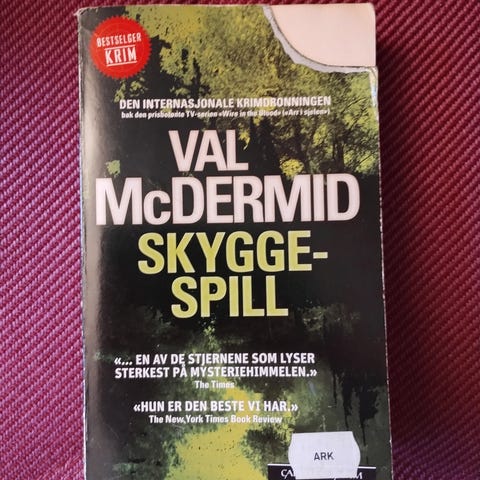 BESTSELGER
KRIM
DEN INTERNASJONALE KRIMDRONNINGEN
bak den prisbelønte TV-serien «Wire in the Blood» («Arr i sjelen»)
VAL
McDERMID
SKYGGE-
SPILL
«... EN AV DE STJERNENE SOM LYSER
STERKEST PÅ MYSTERIEHIMMELEN.»
The Times
«HUN ER DEN BESTE VI HAR.»
The New York Times Book Review
ARK